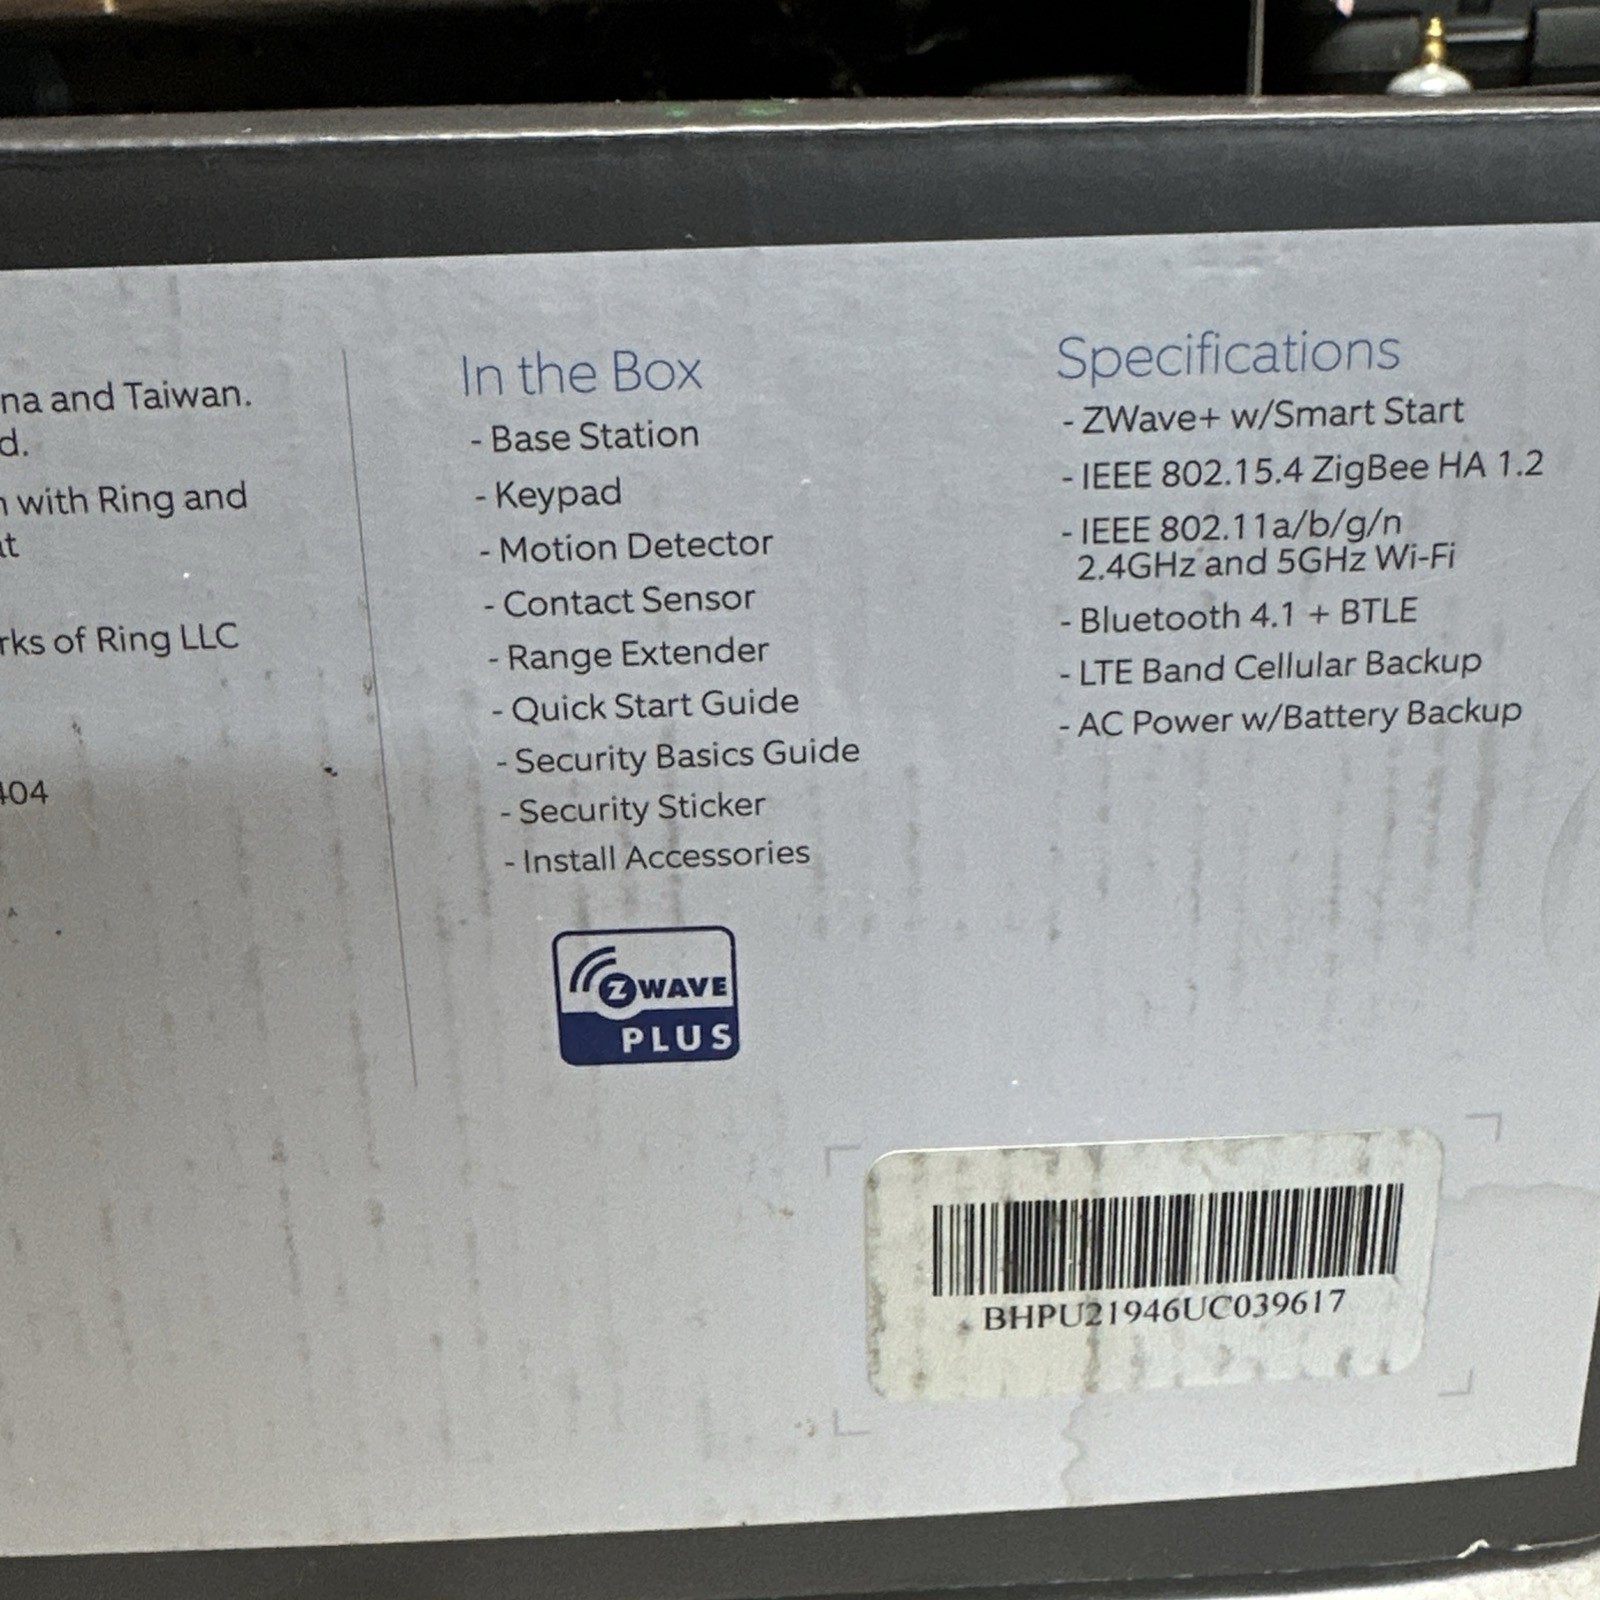 and Taiwan.
d.
with Ring and
of Ring LLC
404
In the Box
- Base Station
- Keypad
- Motion Detector
- Contact Sensor
- Range Extender
- Quick Start Guide
- Security Basics Guide
- Security Sticker
- Install Accessories
Z WAVE
PLUS
Specifications
- ZWave+ w/Smart Start
- IEEE 802.15.4 ZigBee HA 1.2
- IEEE 802.11a/b/g/n
2.4GHz and 5GHz Wi-Fi
- Bluetooth 4.1 + BTLE
- LTE Band Cellular Backup
- AC Power w/Battery Backup
BHPU21946UC039617